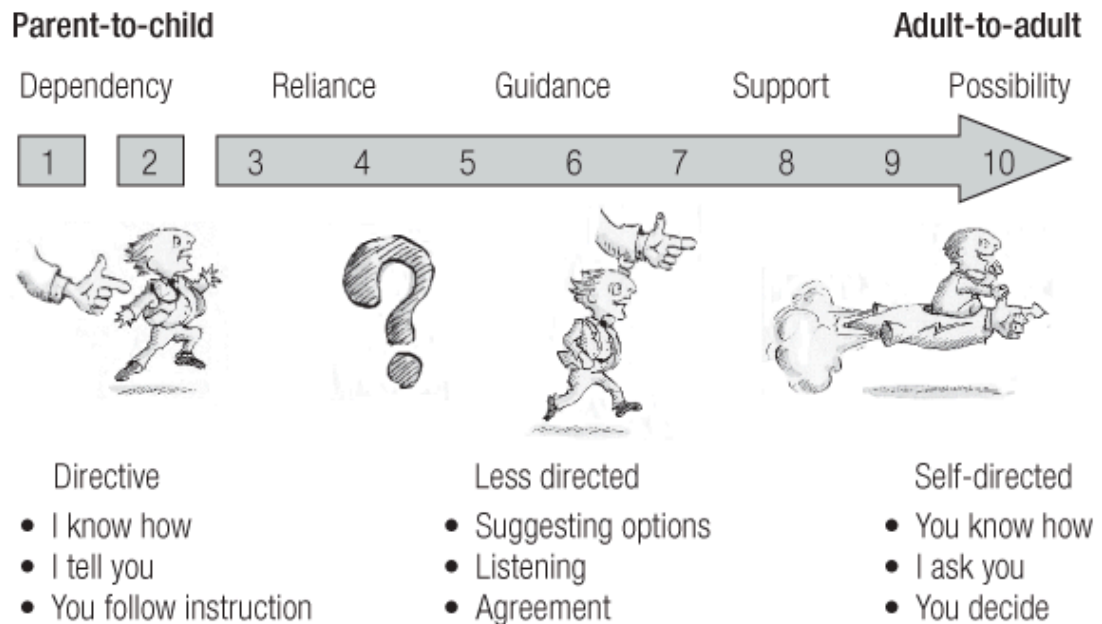 Parent-to-child Adult-to-adult
Dependency Reliance Guidance Support Possibility
1 2 3 4 5 6 7 8 9 10
?
Directive
• I know how
• I tell you
• You follow instruction
Less directed
• Suggesting options
• Listening
• Agreement
Self-directed
• You know how
• I ask you
• You decide